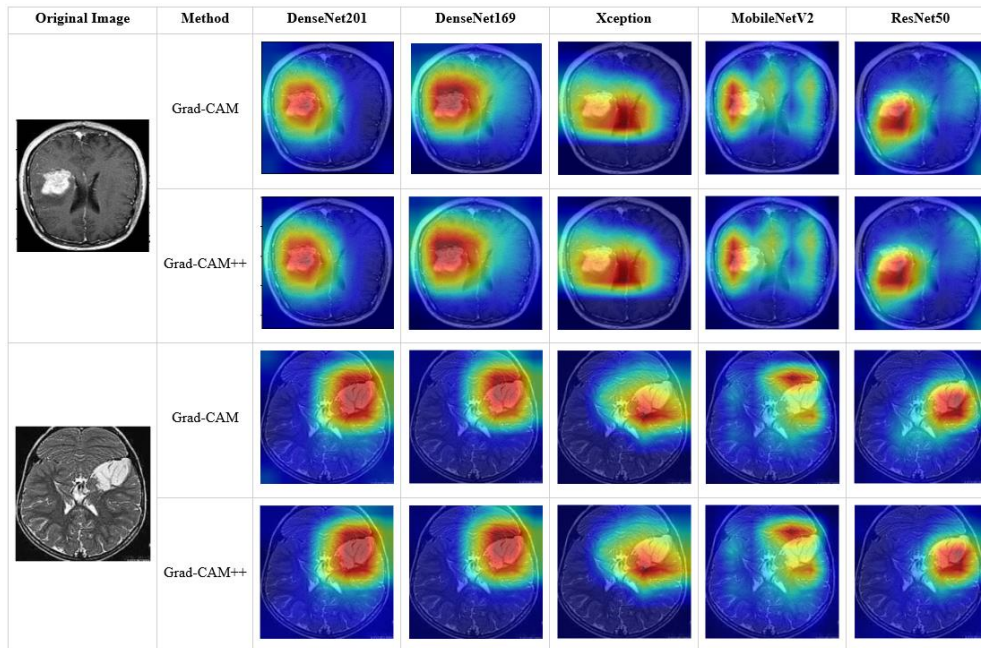 Original Image Method DenseNet201 DenseNet169 Xception MobileNetV2 ResNet50
Grad-CAM
Grad-CAM++
Grad-CAM
Grad-CAM++